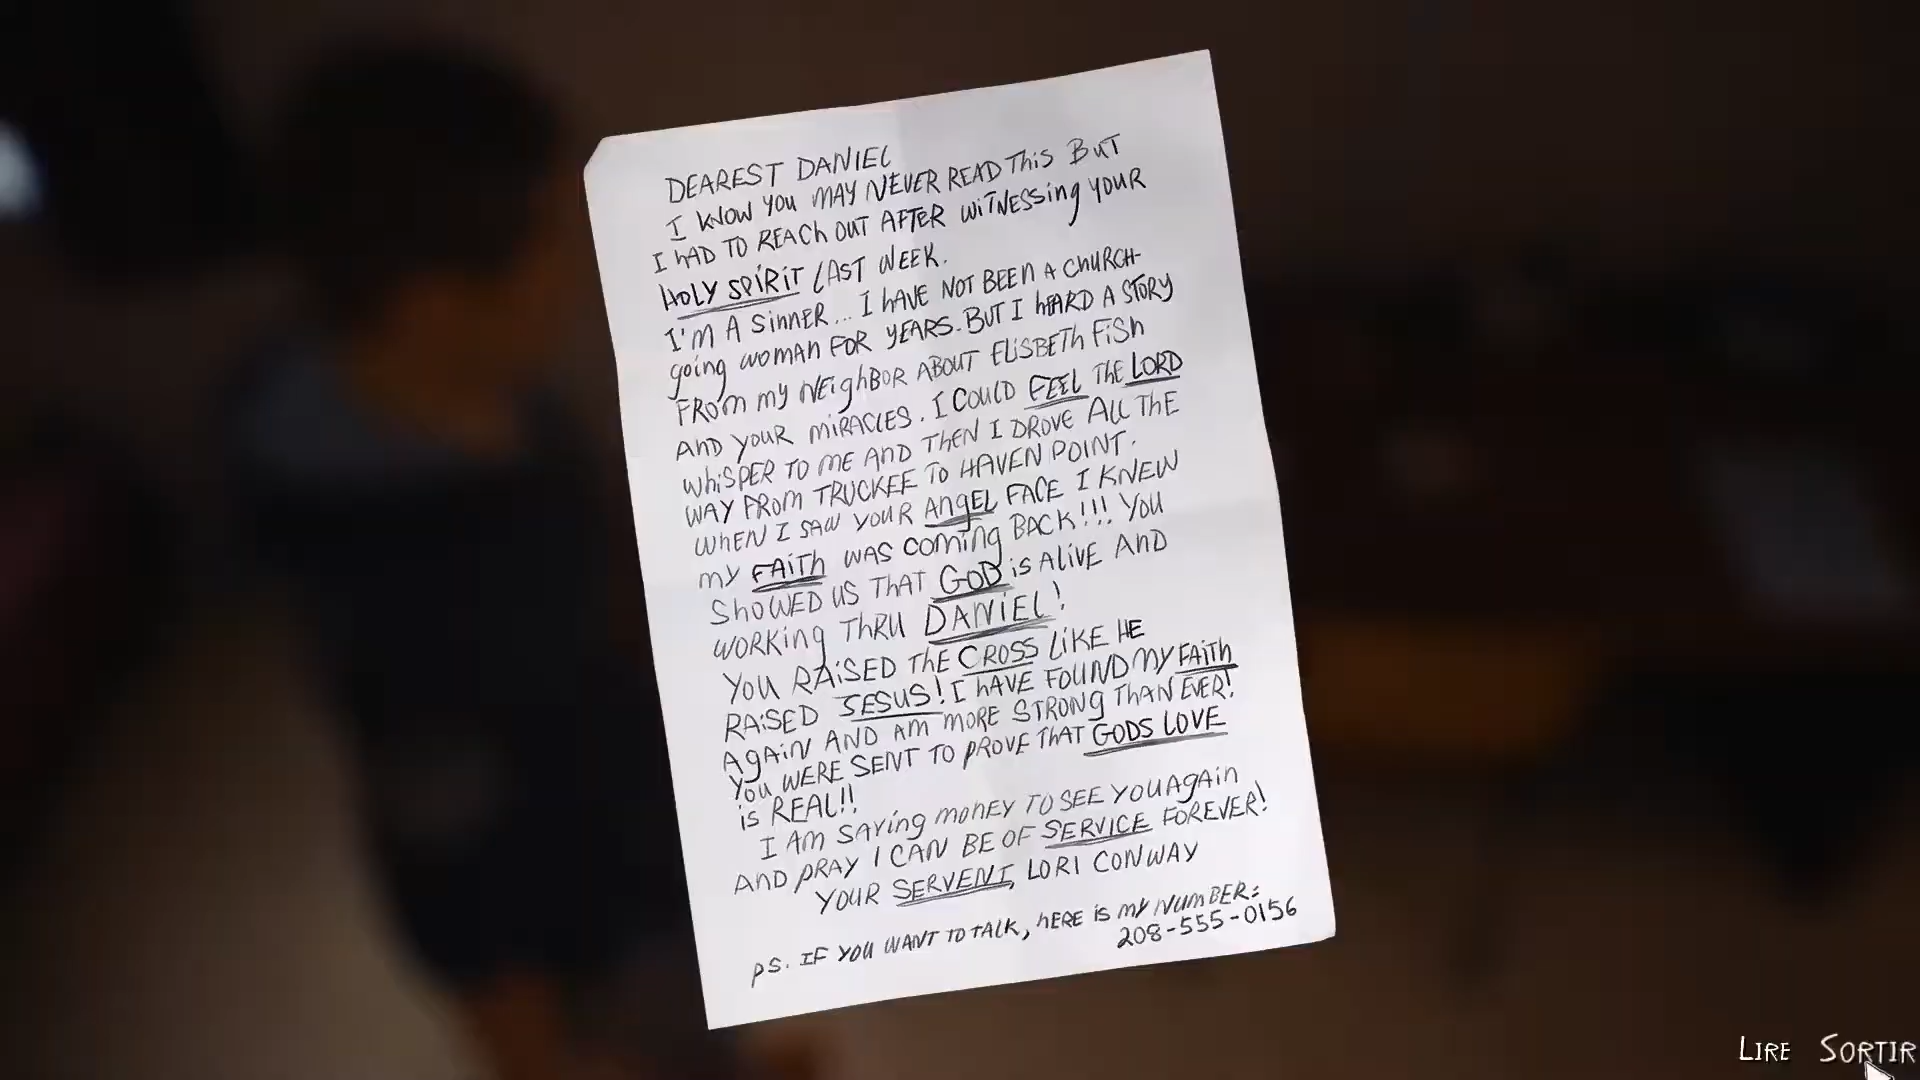 DEAREST DANIEL
I KNOW YOU MAY NEVER READ THIS BUT
I HAD TO REACH OUT AFTER WITNESSING YOUR
HOLY SPIRIT LAST WEEK.
I'M A SINNER... I HAVE NOT BEEN A CHURCH-
going WOMAN FOR YEARS. BUT I HEARD A STORY
FROM MY NEIGHBOR ABOUT ELISBETH FISH
AND YOUR MIRACLES. I COULD FEEL THE LORD
WHISPER TO ME AND THEN I DROVE ALL THE
WAY FROM TRUCKEE TO HAVEN POINT.
WHEN I SAW YOUR ANGEL FACE I KNEW
MY FAITH WAS COMING BACK!!! YOU
SHOWED US THAT GOD IS ALIVE AND
WORKING THRU DANIEL!
YOU RAISED THE CROSS LIKE HE
RAISED JESUS! I HAVE FOUND MY FAITH
AGAIN AND AM MORE STRONG THAN EVER!
YOU WERE SENT TO PROVE THAT GODS LOVE
IS REAL!!
I AM SAVING MONEY TO SEE YOU AGAIN
AND PRAY I CAN BE OF SERVICE FOREVER!
YOUR SERVENT, LORI CONWAY
PS. IF YOU WANT TO TALK, HERE IS MY NUMBER:
208-555-0156
LIRE SORTIR